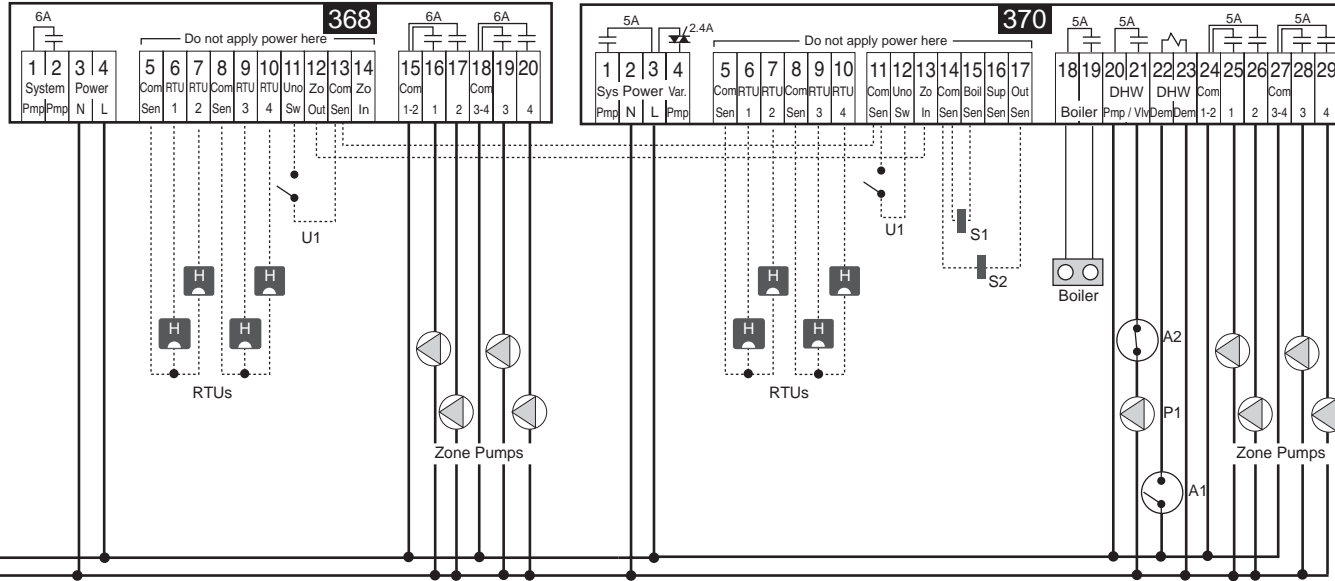 368
370
6A 6A 6A
5A 2.4A 5A 5A 5A 5A
Do not apply power here
Do not apply power here
1 2 3 4 5 6 7 8 9 10 11 12 13 14 15 16 17 18 19 20
System Power Com RTU RTU Com RTU RTU Uno Zo Com Zo Com Com
Pmp Pmp N L Sen 1 2 Sen 3 4 Sw Out Sen In 1-2 1 2 3-4 3 4
1 2 3 4 5 6 7 8 9 10 11 12 13 14 15 16 17 18 19 20 21 22 23 24 25 26 27 28 29
Sys Power Var. Com RTU RTU Com RTU RTU Com Uno Zo Com Boil Sup Out DHW DHW Com Com
Pmp N L Pmp Sen 1 2 Sen 3 4 Sen Sw In Sen Sen Sen Sen Boiler Pmp / Vlv Dem Dem 1-2 1 2 3-4 3 4
U1
U1
S1
S2
H
H
H
H
H
H
H
H
Boiler
A2
RTUs
RTUs
P1
Zone Pumps
Zone Pumps
A1